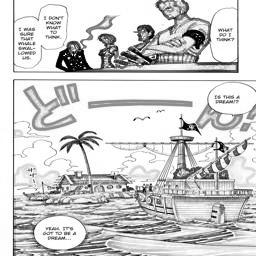 WHAT
DO I
THINK?
I DON'T
KNOW
WHAT TO
THINK.
I WAS
SURE
THAT
WHALE
SWAL-
LOWED
US.
IS THIS
A
DREAM!?
YEAH. IT'S
GOT TO BE A
DREAM...